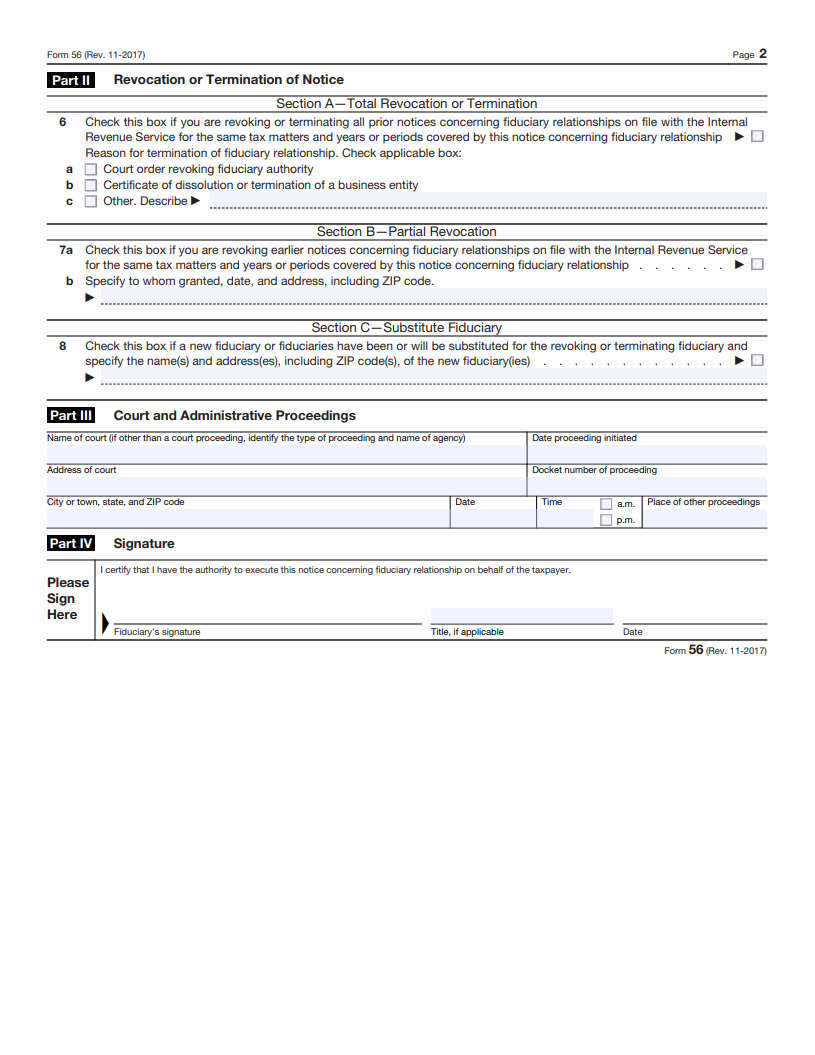 Form 56 (Rev. 11-2017) Page 2
Part II Revocation or Termination of Notice
Section A—Total Revocation or Termination
6 Check this box if you are revoking or terminating all prior notices concerning fiduciary relationships on file with the Internal
Revenue Service for the same tax matters and years or periods covered by this notice concerning fiduciary relationship ▶
Reason for termination of fiduciary relationship. Check applicable box:
a Court order revoking fiduciary authority
b Certificate of dissolution or termination of a business entity
c Other. Describe ▶
Section B—Partial Revocation
7a Check this box if you are revoking earlier notices concerning fiduciary relationships on file with the Internal Revenue Service
for the same tax matters and years or periods covered by this notice concerning fiduciary relationship . . . . . . ▶
b Specify to whom granted, date, and address, including ZIP code.
▶
Section C—Substitute Fiduciary
8 Check this box if a new fiduciary or fiduciaries have been or will be substituted for the revoking or terminating fiduciary and
specify the name(s) and address(es), including ZIP code(s), of the new fiduciary(ies) . . . . . . . . . . . . ▶
▶
Part III Court and Administrative Proceedings
Name of court (if other than a court proceeding, identify the type of proceeding and name of agency) Date proceeding initiated
Address of court Docket number of proceeding
City or town, state, and ZIP code Date Time a.m. Place of other proceedings
p.m.
Part IV Signature
I certify that I have the authority to execute this notice concerning fiduciary relationship on behalf of the taxpayer.
Please
Sign
Here
Fiduciary's signature Title, if applicable Date
Form 56 (Rev. 11-2017)